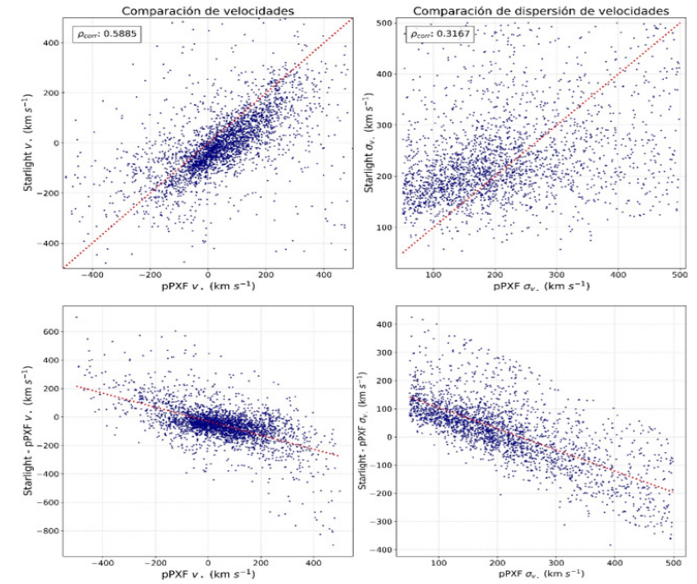 Comparación de velocidades
ρcorr: 0.5885
400
200
0
−200
−400
Starlight v⋆ (km s⁻¹)
−400 −200 0 200 400
pPXF v⋆ (km s⁻¹)
Comparación de dispersión de velocidades
ρcorr: 0.3167
500
400
300
200
100
Starlight σv⋆ (km s⁻¹)
100 200 300 400 500
pPXF σv⋆ (km s⁻¹)
600
400
200
0
−200
−400
−600
−800
Starlight - pPXF v⋆ (km s⁻¹)
−400 −200 0 200 400
pPXF v⋆ (km s⁻¹)
400
300
200
100
0
−100
−200
−300
−400
Starlight - pPXF σv⋆ (km s⁻¹)
100 200 300 400 500
pPXF σv⋆ (km s⁻¹)